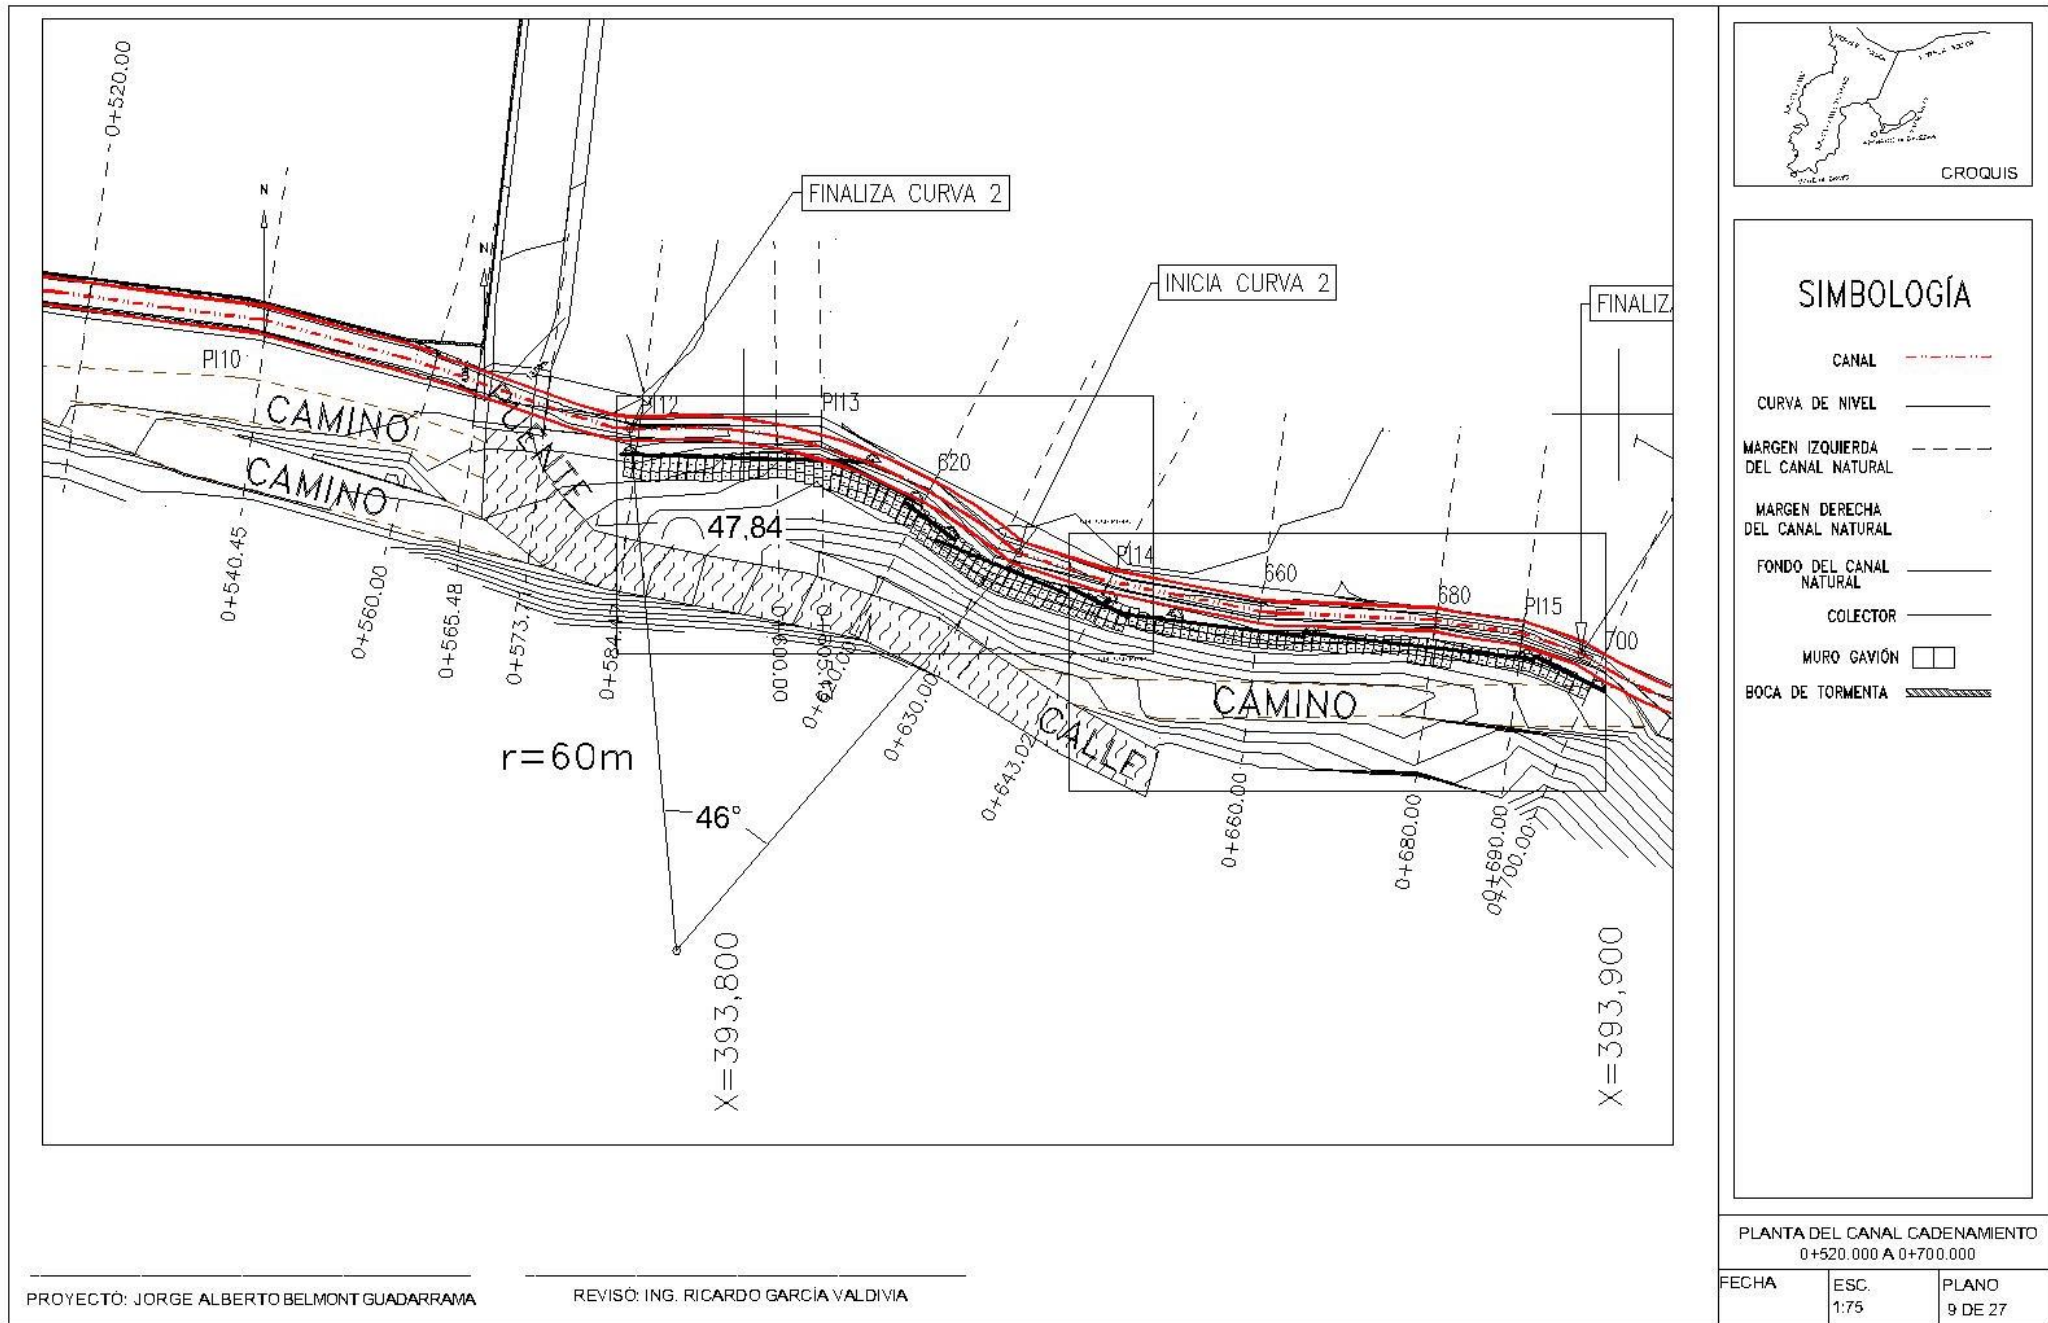 0+520.00
N
N
FINALIZA CURVA 2
INICIA CURVA 2
FINALIZ
PI10
CAMINO
CAMINO
PUENTE
I12
PI13
620
PI14
660
680
PI15
700
47,84
CAMINO
CALLE
0+540.45
0+560.00
0+565.48
0+573.7
0+584.47
0+600.00
0+620.00
0+630.00
0+643.02
0+660.00
0+680.00
0+690.00
0+700.00
r=60m
46°
X=393,800
X=393,900
CROQUIS
SIMBOLOGÍA
CANAL
CURVA DE NIVEL
MARGEN IZQUIERDA
DEL CANAL NATURAL
MARGEN DERECHA
DEL CANAL NATURAL
FONDO DEL CANAL
NATURAL
COLECTOR
MURO GAVIÓN
BOCA DE TORMENTA
PLANTA DEL CANAL CADENAMIENTO
0+520.000 A 0+700.000
FECHA
ESC.
1:75
PLANO
9 DE 27
PROYECTÓ: JORGE ALBERTO BELMONT GUADARRAMA
REVISÓ: ING. RICARDO GARCÍA VALDIVIA